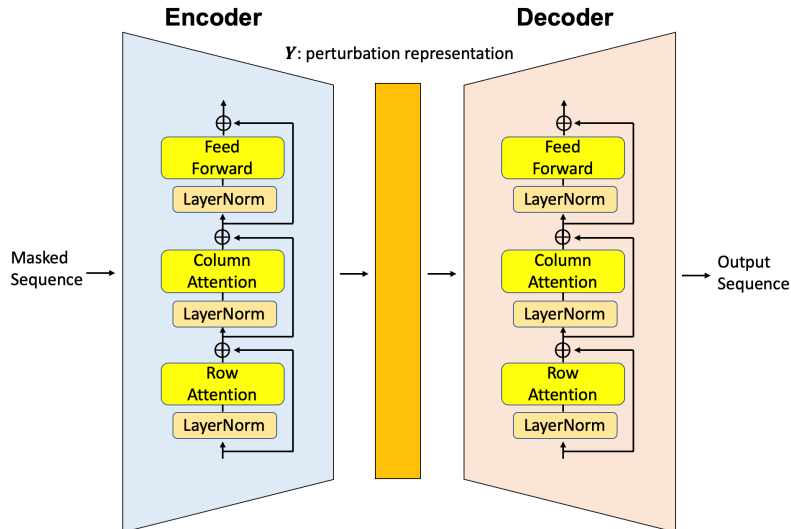 Encoder
Decoder
Y: perturbation representation
Feed
Forward
LayerNorm
Column
Attention
LayerNorm
Row
Attention
LayerNorm
Feed
Forward
LayerNorm
Column
Attention
LayerNorm
Row
Attention
LayerNorm
Masked
Sequence
Output
Sequence